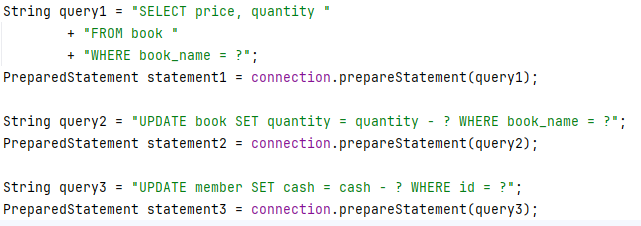 String query1 = "SELECT price, quantity "
        + "FROM book "
        + "WHERE book_name = ?";
PreparedStatement statement1 = connection.prepareStatement(query1);

String query2 = "UPDATE book SET quantity = quantity - ? WHERE book_name = ?";
PreparedStatement statement2 = connection.prepareStatement(query2);

String query3 = "UPDATE member SET cash = cash - ? WHERE id = ?";
PreparedStatement statement3 = connection.prepareStatement(query3);